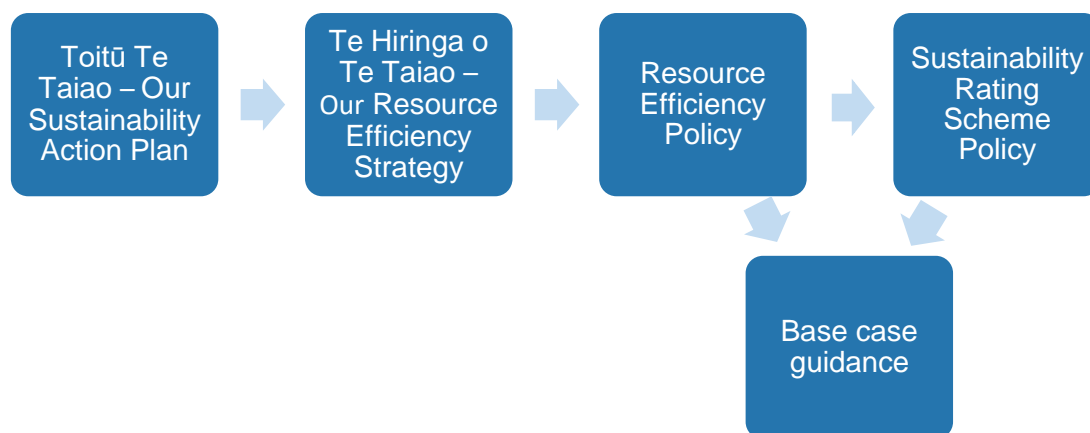 Toitū Te
Taiao – Our
Sustainability
Action Plan
Te Hiringa o
Te Taiao –
Our Resource
Efficiency
Strategy
Resource
Efficiency
Policy
Sustainability
Rating
Scheme
Policy
Base case
guidance